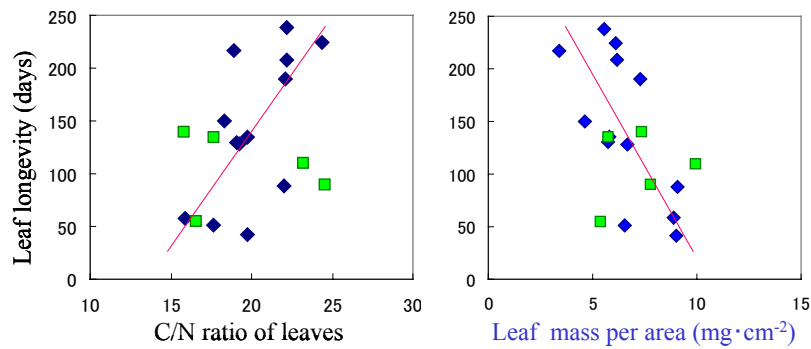 Leaf longevity (days)
250
200
150
100
50
0
10 15 20 25 30
C/N ratio of leaves
250
200
150
100
50
0
0 5 10 15
Leaf mass per area (mg·cm-2)